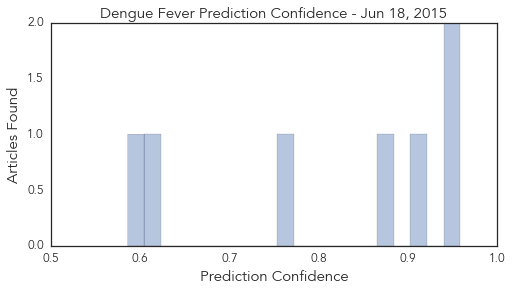 Dengue Fever Prediction Confidence - Jun 18, 2015
2.0
1.5
1.0
0.5
0.0
Articles Found
0.5 0.6 0.7 0.8 0.9 1.0
Prediction Confidence